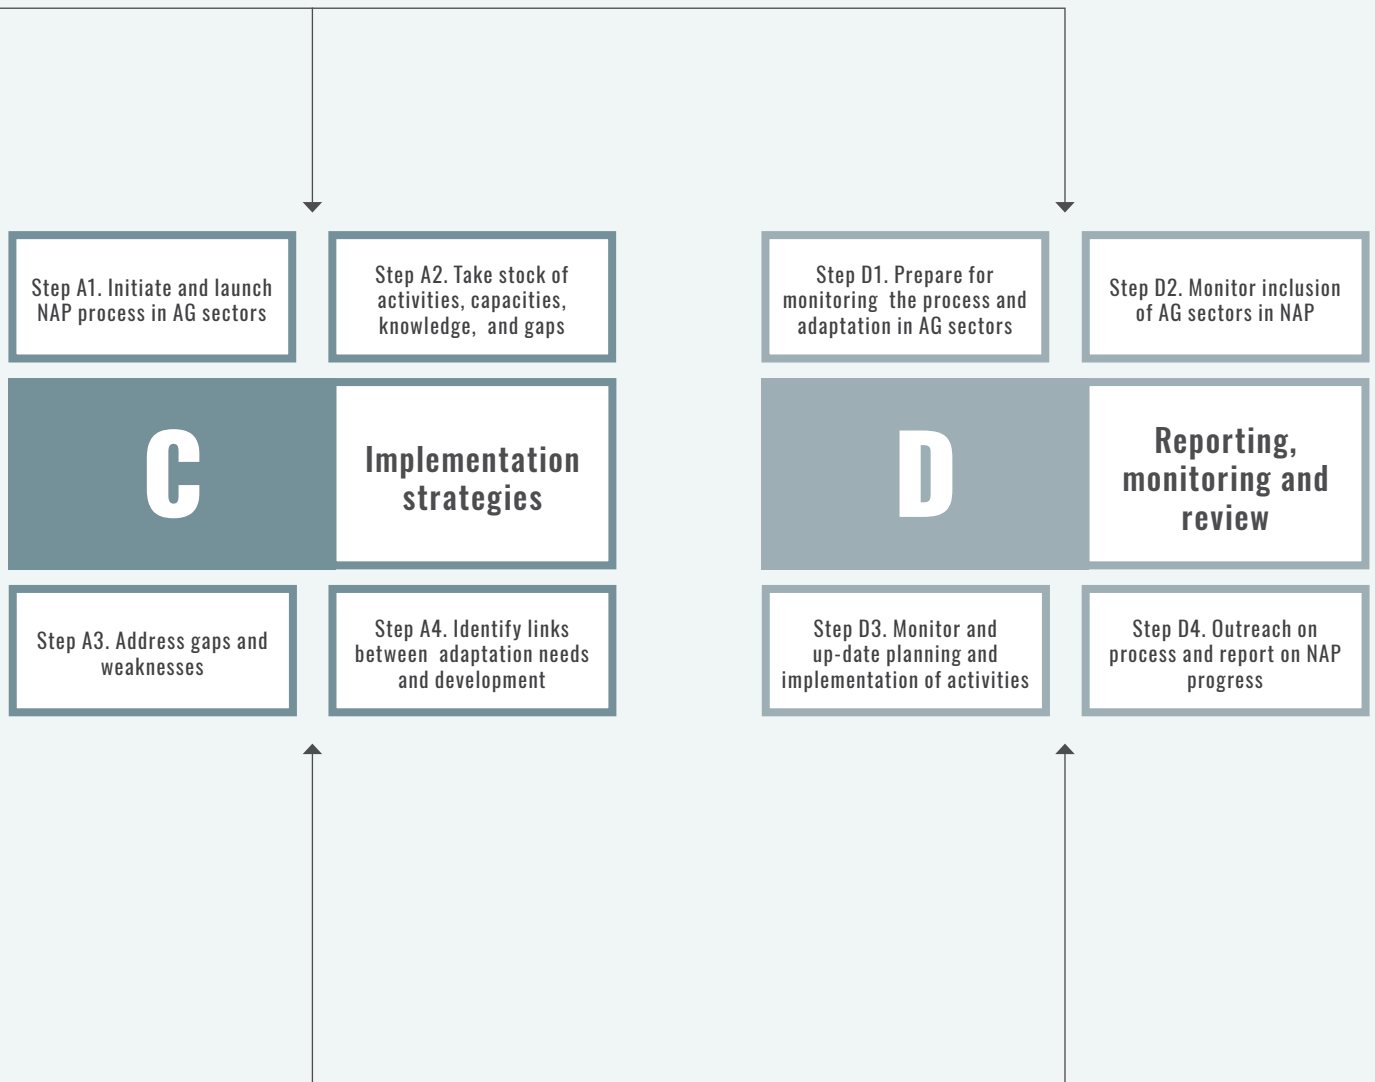 Step A1. Initiate and launch
NAP process in AG sectors
Step A2. Take stock of
activities, capacities,
knowledge, and gaps
C
Implementation
strategies
Step A3. Address gaps and
weaknesses
Step A4. Identify links
between adaptation needs
and development
Step D1. Prepare for
monitoring the process and
adaptation in AG sectors
Step D2. Monitor inclusion
of AG sectors in NAP
D
Reporting,
monitoring and
review
Step D3. Monitor and
up-date planning and
implementation of activities
Step D4. Outreach on
process and report on NAP
progress